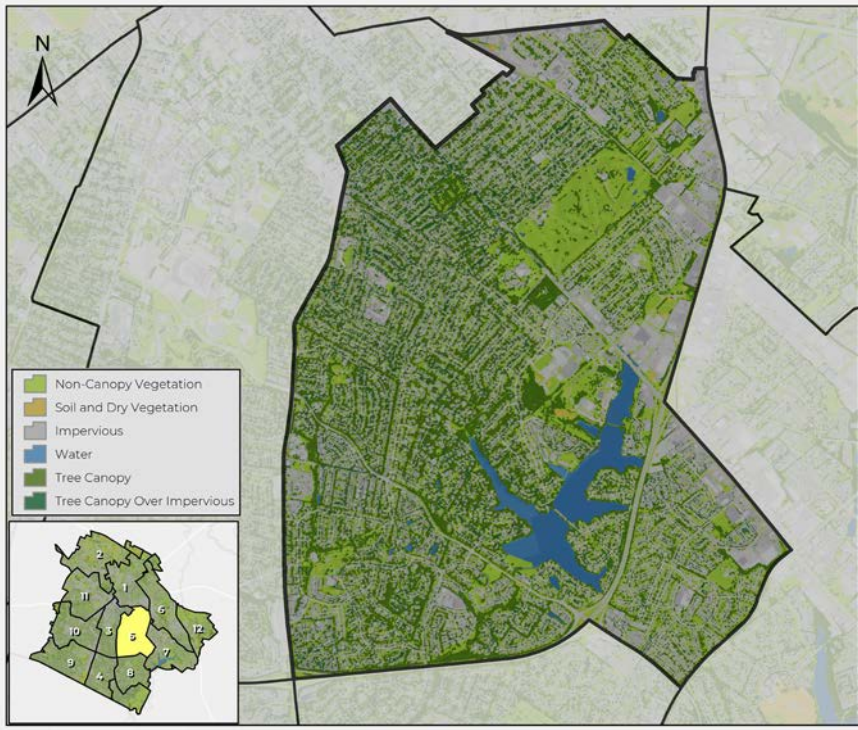 N
Non-Canopy Vegetation
Soil and Dry Vegetation
Impervious
Water
Tree Canopy
Tree Canopy Over Impervious
2
1
11
6
10
3
5
12
9
4
8
7